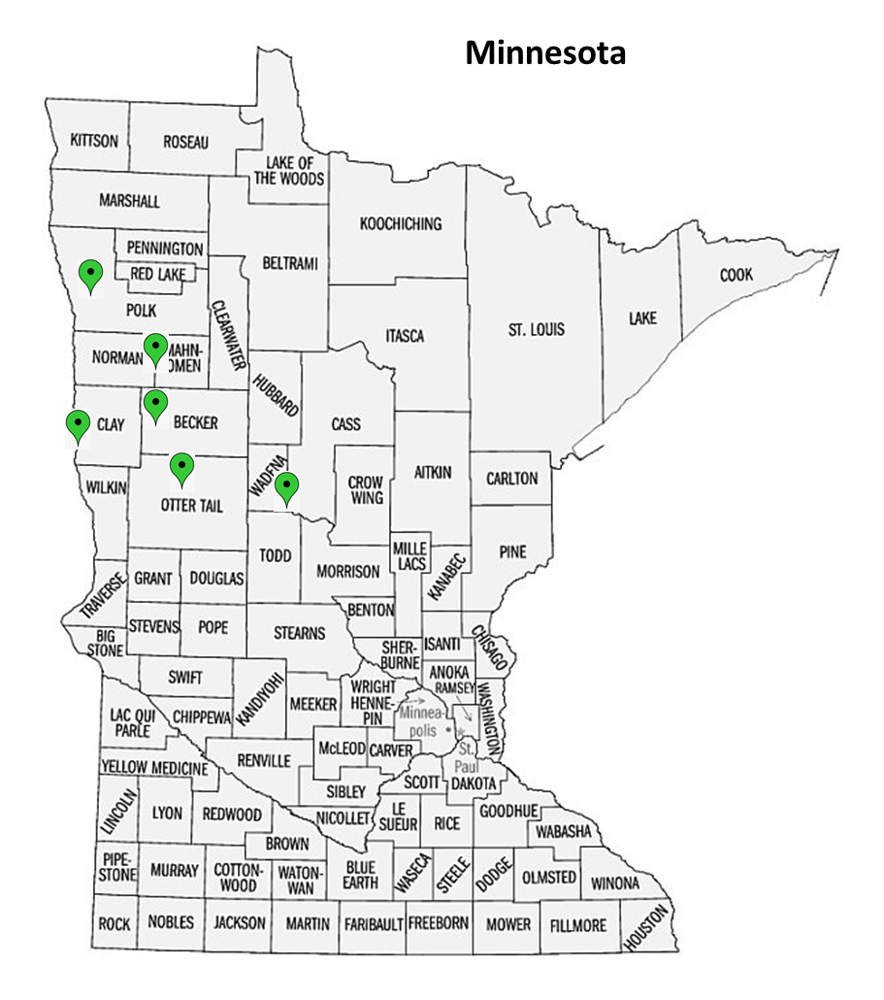 Minnesota
KITTSON
ROSEAU
LAKE OF
THE WOODS
MARSHALL
KOOCHICHING
PENNINGTON
RED LAKE
BELTRAMI
COOK
POLK
CLEARWATER
LAKE
ST. LOUIS
ITASCA
NORMAN
MAHN-
OMEN
HUBBARD
CLAY
BECKER
CASS
WADENA
AITKIN
CARLTON
WILKIN
CROW
WING
OTTER TAIL
PINE
TODD
MILLE
LACS
KANABEC
MORRISON
GRANT
DOUGLAS
TRAVERSE
BENTON
STEVENS
POPE
STEARNS
BIG
STONE
ISANTI
CHISAGO
SHER-
BURNE
ANOKA
RAMSEY
SWIFT
KANDIYOHI
WRIGHT
MEEKER
HENNE-
PIN
WASHINGTON
Minnea-
polis
LAC QUI
PARLE
CHIPPEWA
St.
Paul
McLEOD
CARVER
RENVILLE
YELLOW MEDICINE
SCOTT
DAKOTA
SIBLEY
LINCOLN
LYON
REDWOOD
NICOLLET
LE
SUEUR
RICE
GOODHUE
WABASHA
BROWN
PIPE-
STONE
MURRAY
COTTON-
WOOD
WATON-
WAN
BLUE
EARTH
WASECA
STEELE
DODGE
OLMSTED
WINONA
ROCK
NOBLES
JACKSON
MARTIN
FARIBAULT
FREEBORN
MOWER
FILLMORE
HOUSTON